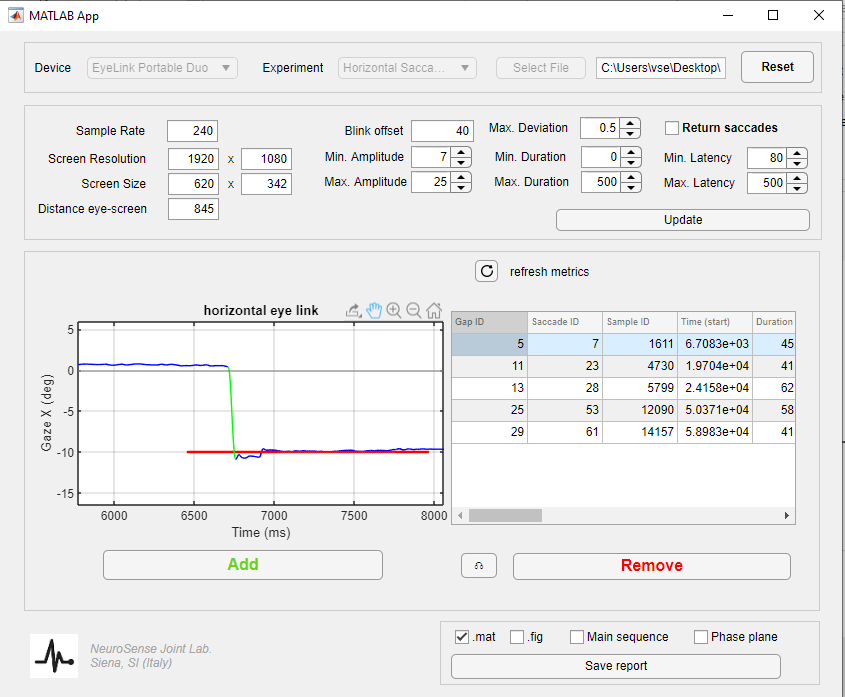 MATLAB App
Device EyeLink Portable Duo Experiment Horizontal Sacca... Select File C:\Users\vse\Desktop\ Reset
Sample Rate 240 Blink offset 40 Max. Deviation 0.5 Return saccades
Screen Resolution 1920 x 1080 Min. Amplitude 7 Min. Duration 0 Min. Latency 80
Screen Size 620 x 342 Max. Amplitude 25 Max. Duration 500 Max. Latency 500
Distance eye-screen 845
Update
refresh metrics
horizontal eye link
5
0
-5
-10
-15
Gaze X (deg)
6000 6500 7000 7500 8000
Time (ms)
Gap ID Saccade ID Sample ID Time (start) Duration
5 7 1611 6.7083e+03 45
11 23 4730 1.9704e+04 41
13 28 5799 2.4158e+04 62
25 53 12090 5.0371e+04 58
29 61 14157 5.8983e+04 41
Add Remove
.mat .fig Main sequence Phase plane
Save report
NeuroSense Joint Lab.
Siena, SI (Italy)